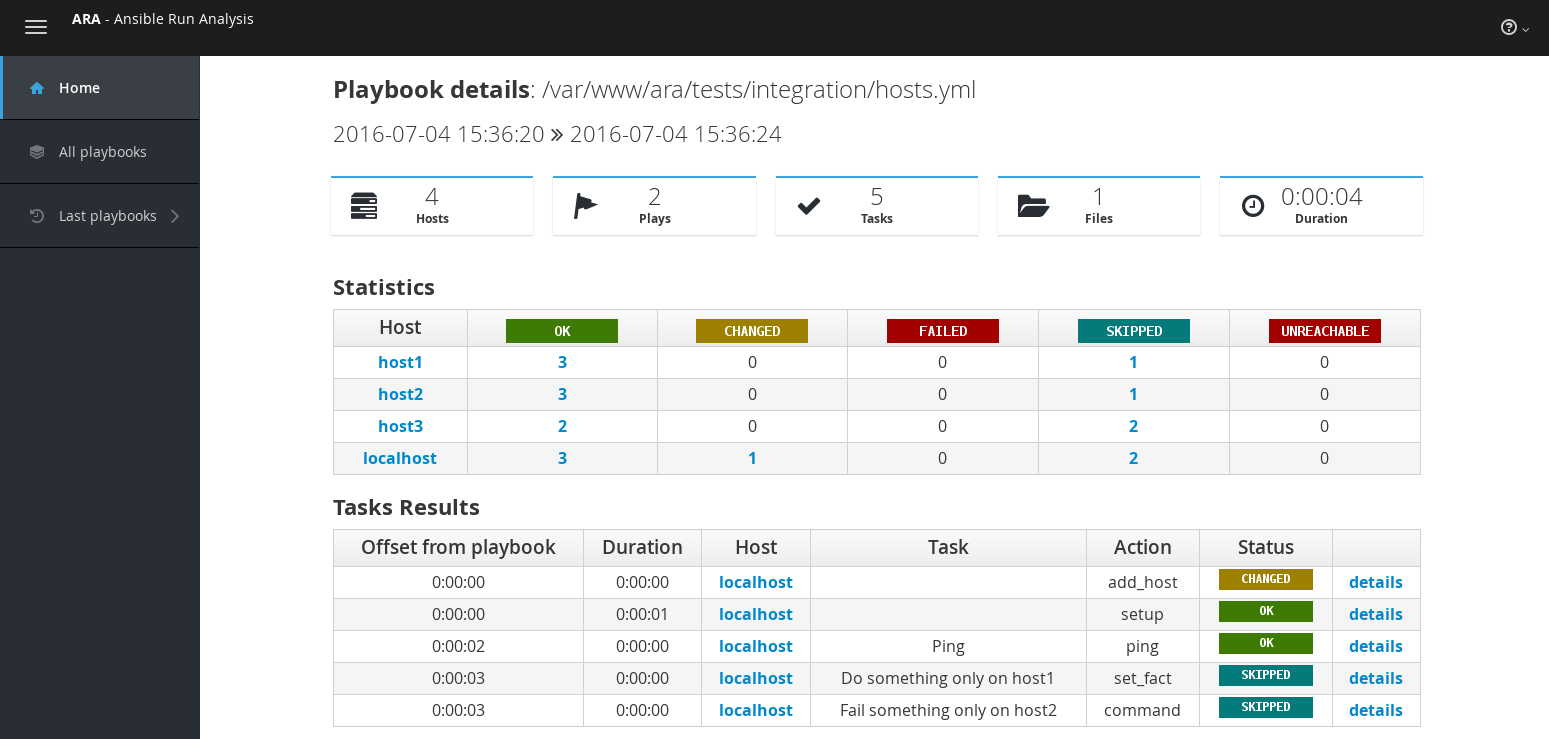 ARA - Ansible Run Analysis
Home
All playbooks
Last playbooks
Playbook details: /var/www/ara/tests/integration/hosts.yml
2016-07-04 15:36:20 » 2016-07-04 15:36:24
4 2 5 1 0:00:04
Hosts Plays Tasks Files Duration
Statistics
Host OK CHANGED FAILED SKIPPED UNREACHABLE
host1 3 0 0 1 0
host2 3 0 0 1 0
host3 2 0 0 2 0
localhost 3 1 0 2 0
Tasks Results
Offset from playbook Duration Host Task Action Status
0:00:00 0:00:00 localhost add_host CHANGED details
0:00:00 0:00:01 localhost setup OK details
0:00:02 0:00:00 localhost Ping ping OK details
0:00:03 0:00:00 localhost Do something only on host1 set_fact SKIPPED details
0:00:03 0:00:00 localhost Fail something only on host2 command SKIPPED details